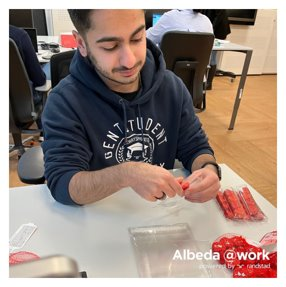 GENT STUDENT
Albeda @work
powered by randstad